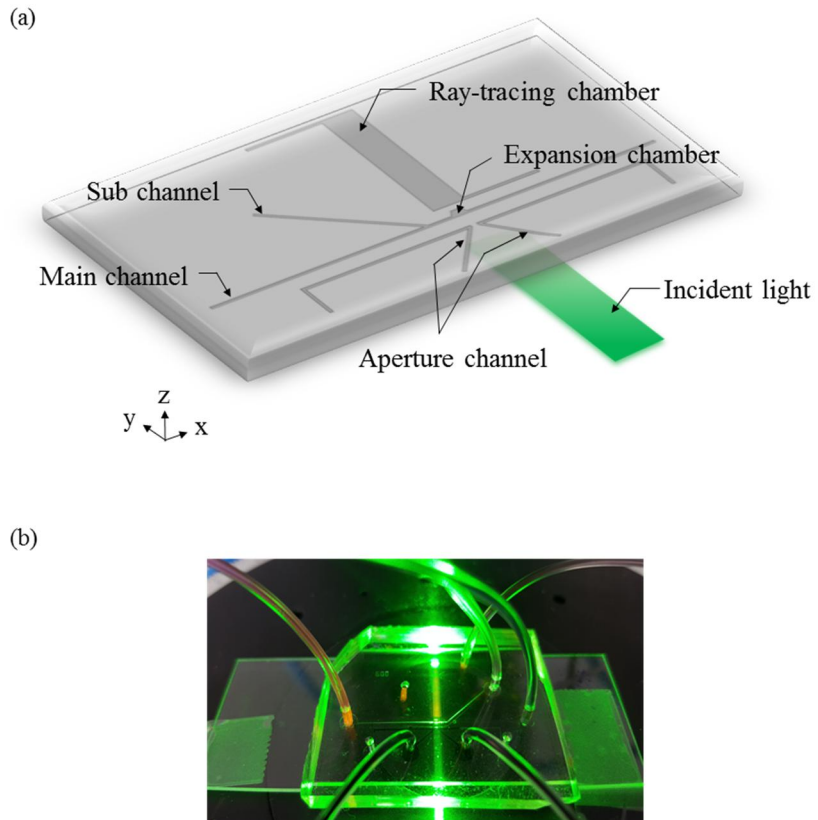 (a)
Ray-tracing chamber
Expansion chamber
Sub channel
Main channel
Incident light
Aperture channel
z
y
x
(b)